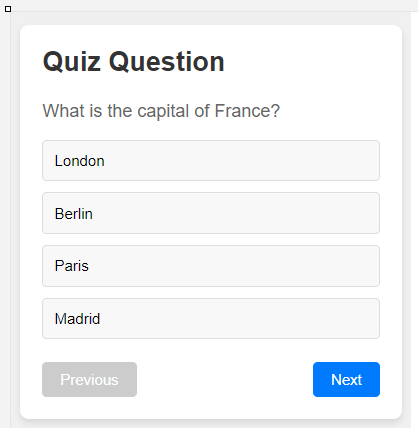 Quiz Question
What is the capital of France?
London
Berlin
Paris
Madrid
Previous
Next